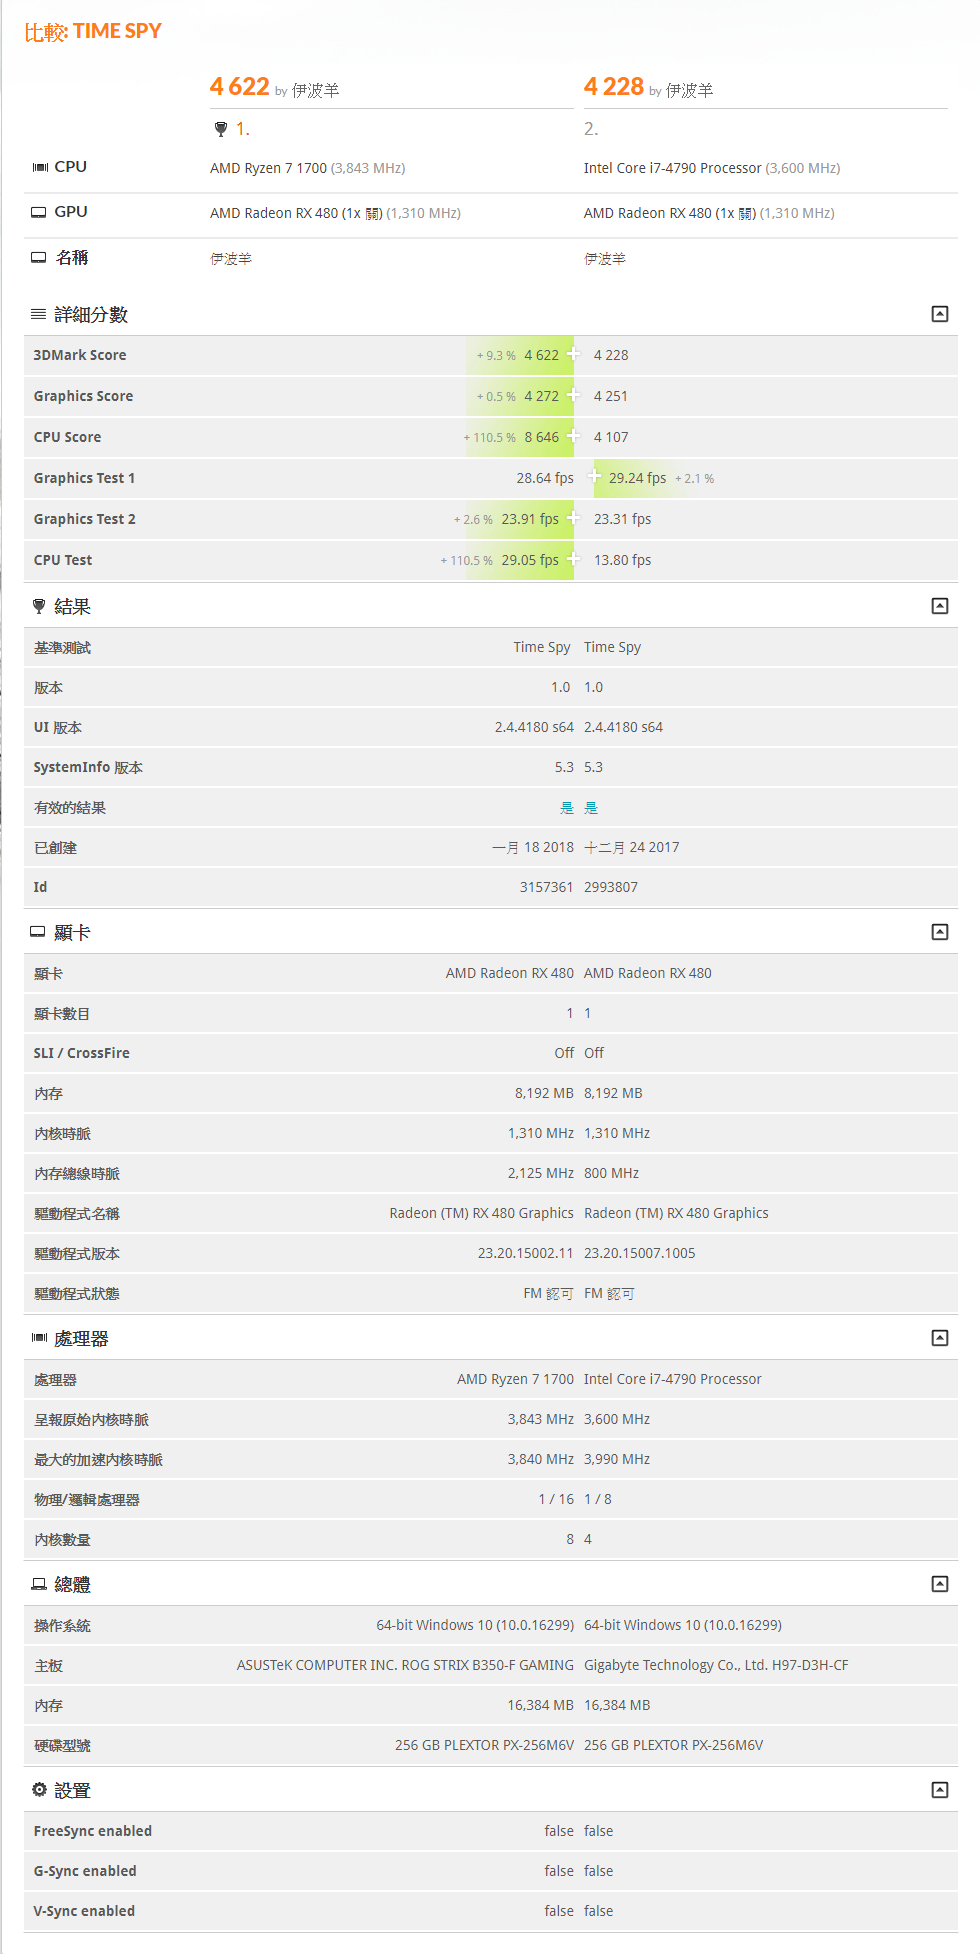 比較: TIME SPY
4 622 by 伊波羊 4 228 by 伊波羊
1. 2.
CPU AMD Ryzen 7 1700 (3,843 MHz) Intel Core i7-4790 Processor (3,600 MHz)
GPU AMD Radeon RX 480 (1x 關) (1,310 MHz) AMD Radeon RX 480 (1x 關) (1,310 MHz)
名稱 伊波羊 伊波羊
詳細分數
3DMark Score + 9.3 % 4 622 4 228
Graphics Score + 0.5 % 4 272 4 251
CPU Score + 110.5 % 8 646 4 107
Graphics Test 1 28.64 fps 29.24 fps + 2.1 %
Graphics Test 2 + 2.6 % 23.91 fps 23.31 fps
CPU Test + 110.5 % 29.05 fps 13.80 fps
結果
基準測試 Time Spy Time Spy
版本 1.0 1.0
UI 版本 2.4.4180 s64 2.4.4180 s64
SystemInfo 版本 5.3 5.3
有效的結果 是 是
已創建 一月 18 2018 十二月 24 2017
Id 3157361 2993807
顯卡
顯卡 AMD Radeon RX 480 AMD Radeon RX 480
顯卡數目 1 1
SLI / CrossFire Off Off
內存 8,192 MB 8,192 MB
內核時脈 1,310 MHz 1,310 MHz
內存總線時脈 2,125 MHz 800 MHz
驅動程式名稱 Radeon (TM) RX 480 Graphics Radeon (TM) RX 480 Graphics
驅動程式版本 23.20.15002.11 23.20.15007.1005
驅動程式狀態 FM 認可 FM 認可
處理器
處理器 AMD Ryzen 7 1700 Intel Core i7-4790 Processor
呈報原始內核時脈 3,843 MHz 3,600 MHz
最大的加速內核時脈 3,840 MHz 3,990 MHz
物理/邏輯處理器 1 / 16 1 / 8
內核數量 8 4
總體
操作系統 64-bit Windows 10 (10.0.16299) 64-bit Windows 10 (10.0.16299)
主板 ASUSTeK COMPUTER INC. ROG STRIX B350-F GAMING Gigabyte Technology Co., Ltd. H97-D3H-CF
內存 16,384 MB 16,384 MB
硬碟型號 256 GB PLEXTOR PX-256M6V 256 GB PLEXTOR PX-256M6V
設置
FreeSync enabled false false
G-Sync enabled false false
V-Sync enabled false false